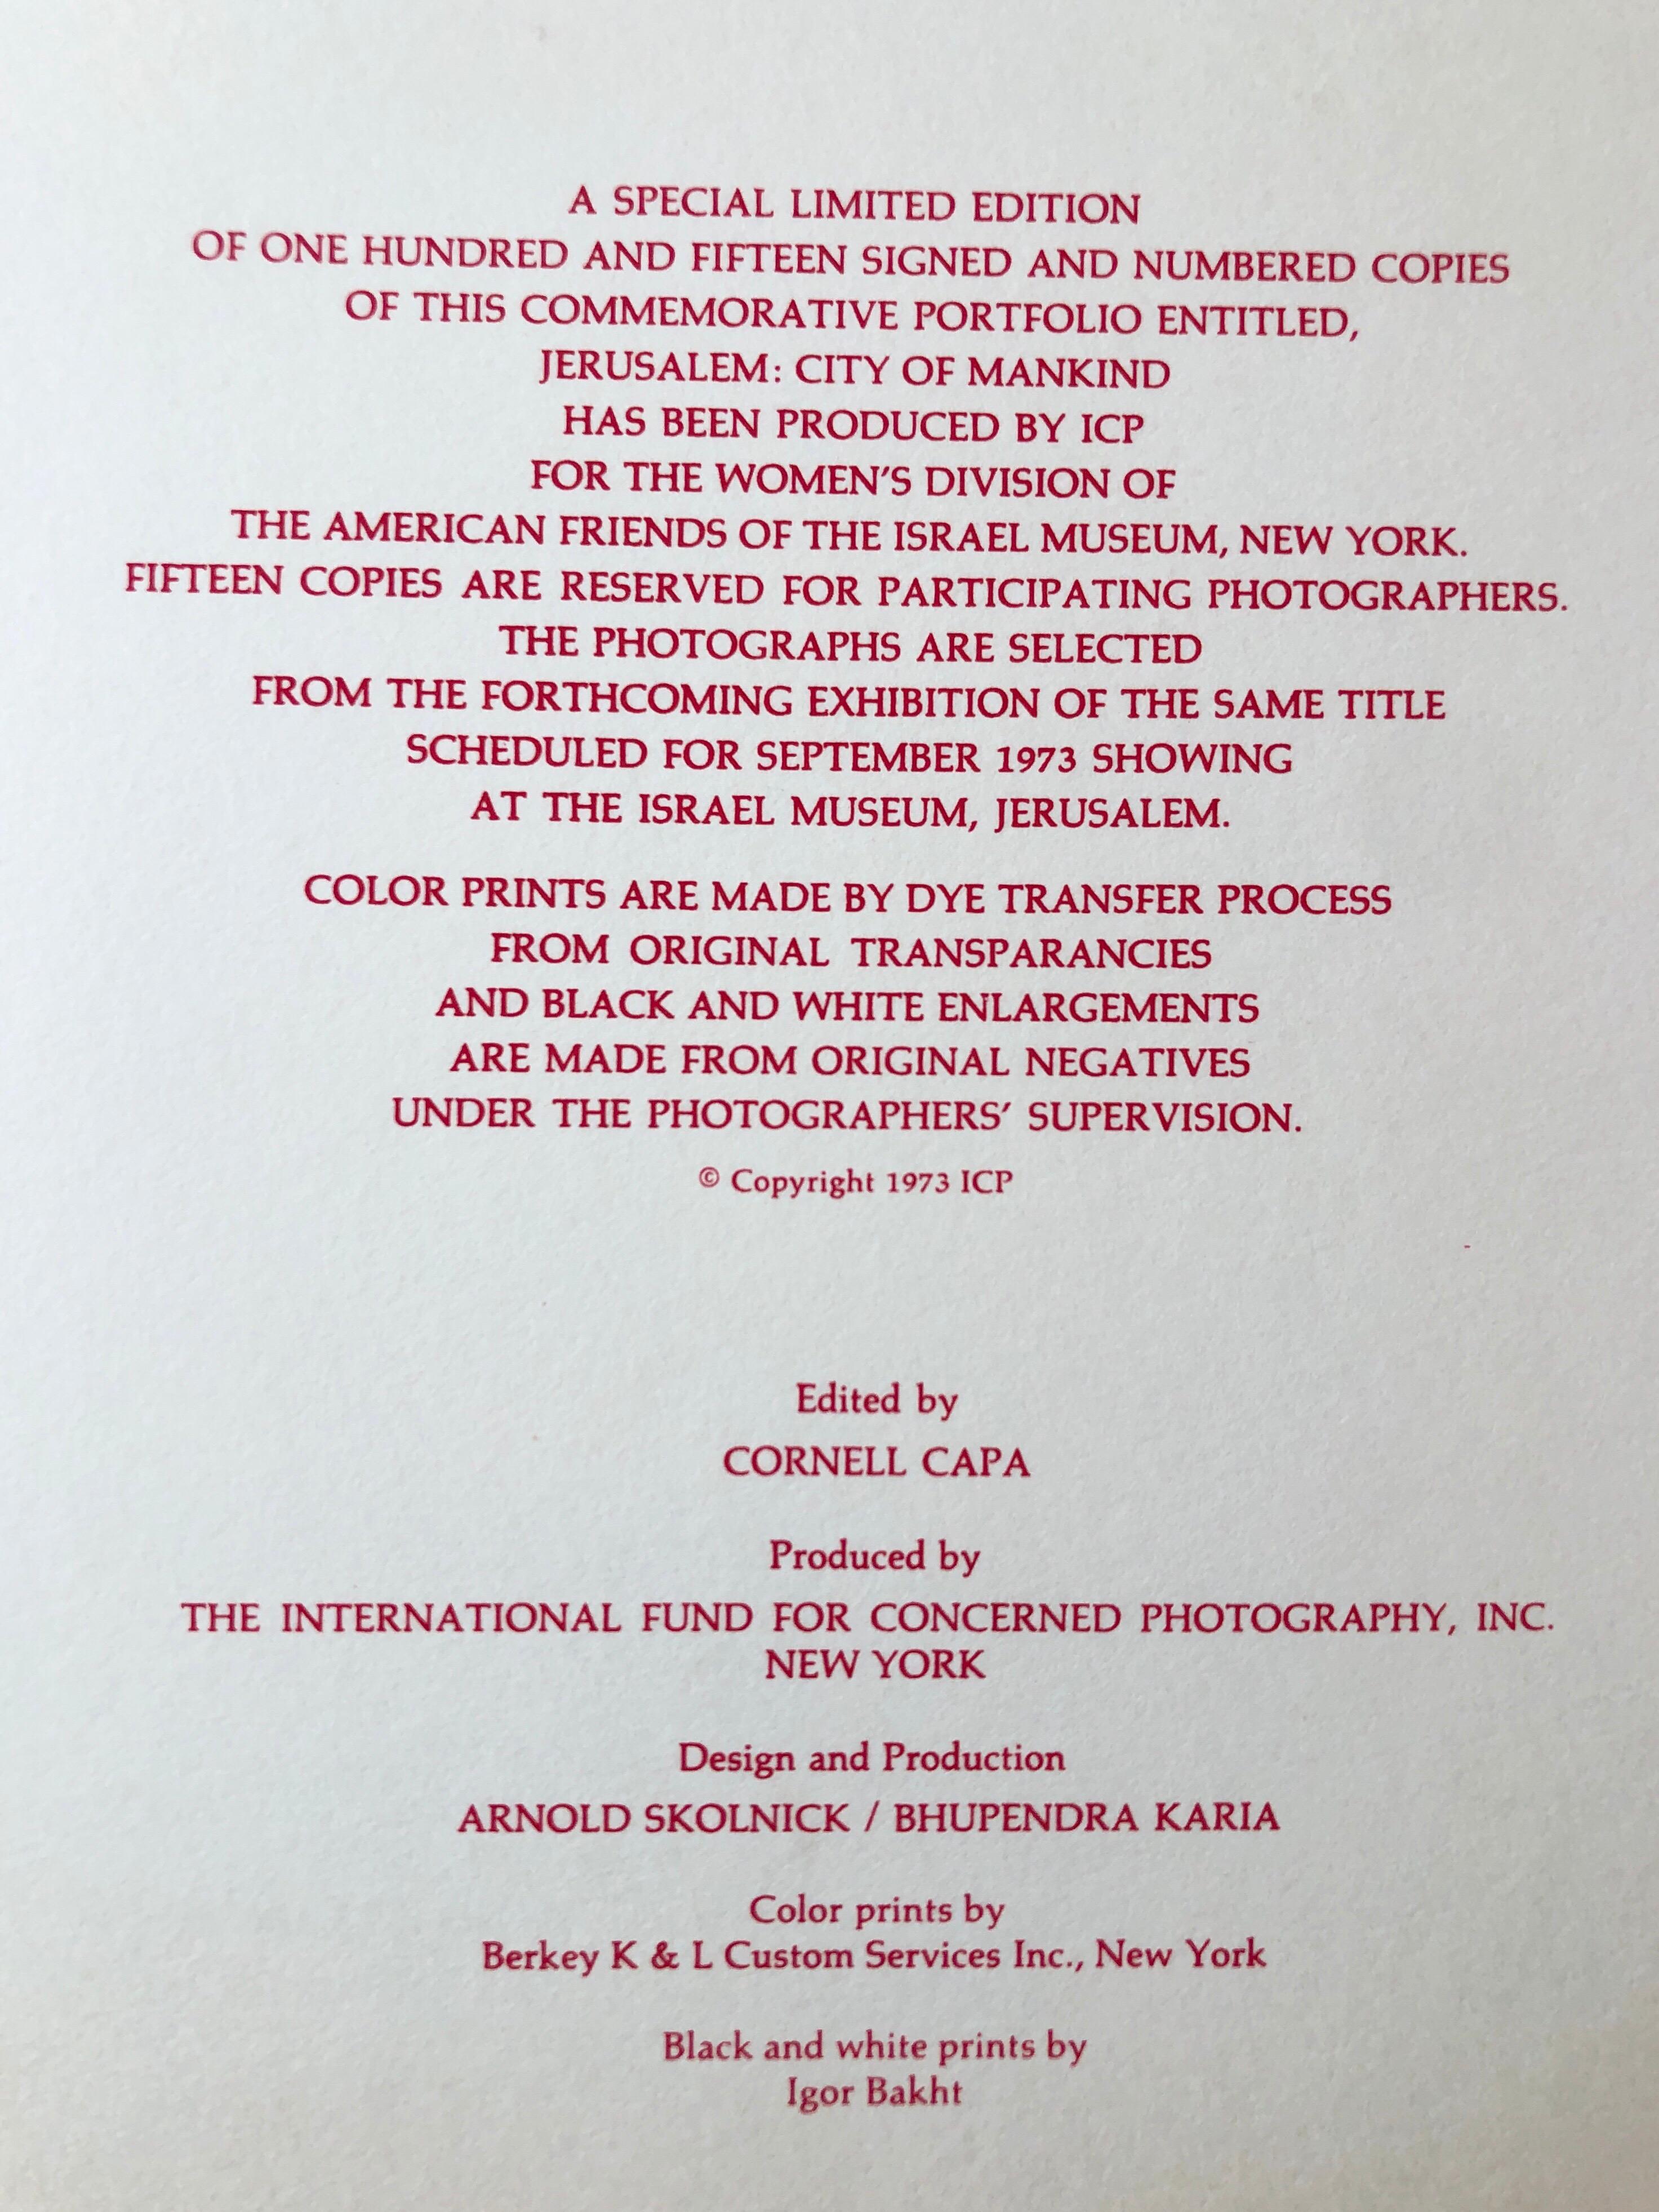 A SPECIAL LIMITED EDITION
OF ONE HUNDRED AND FIFTEEN SIGNED AND NUMBERED COPIES
OF THIS COMMEMORATIVE PORTFOLIO ENTITLED,
JERUSALEM: CITY OF MANKIND
HAS BEEN PRODUCED BY ICP
FOR THE WOMEN'S DIVISION OF
THE AMERICAN FRIENDS OF THE ISRAEL MUSEUM, NEW YORK.
FIFTEEN COPIES ARE RESERVED FOR PARTICIPATING PHOTOGRAPHERS.
THE PHOTOGRAPHS ARE SELECTED
FROM THE FORTHCOMING EXHIBITION OF THE SAME TITLE
SCHEDULED FOR SEPTEMBER 1973 SHOWING
AT THE ISRAEL MUSEUM, JERUSALEM.
COLOR PRINTS ARE MADE BY DYE TRANSFER PROCESS
FROM ORIGINAL TRANSPARANCIES
AND BLACK AND WHITE ENLARGEMENTS
ARE MADE FROM ORIGINAL NEGATIVES
UNDER THE PHOTOGRAPHERS' SUPERVISION.
© Copyright 1973 ICP
Edited by
CORNELL CAPA
Produced by
THE INTERNATIONAL FUND FOR CONCERNED PHOTOGRAPHY, INC.
NEW YORK
Design and Production
ARNOLD SKOLNICK / BHUPENDRA KARIA
Color prints by
Berkey K & L Custom Services Inc., New York
Black and white prints by
Igor Bakht